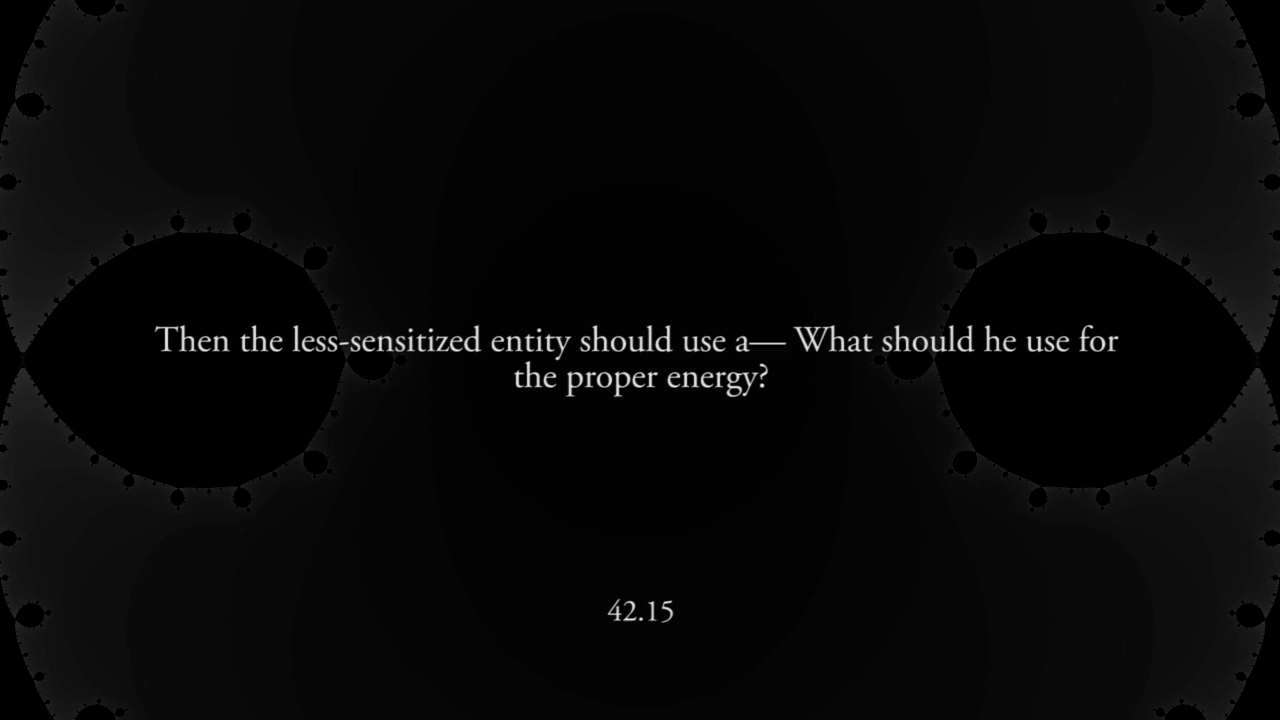 Then the less-sensitized entity should use a— What should he use for
the proper energy?
42.15